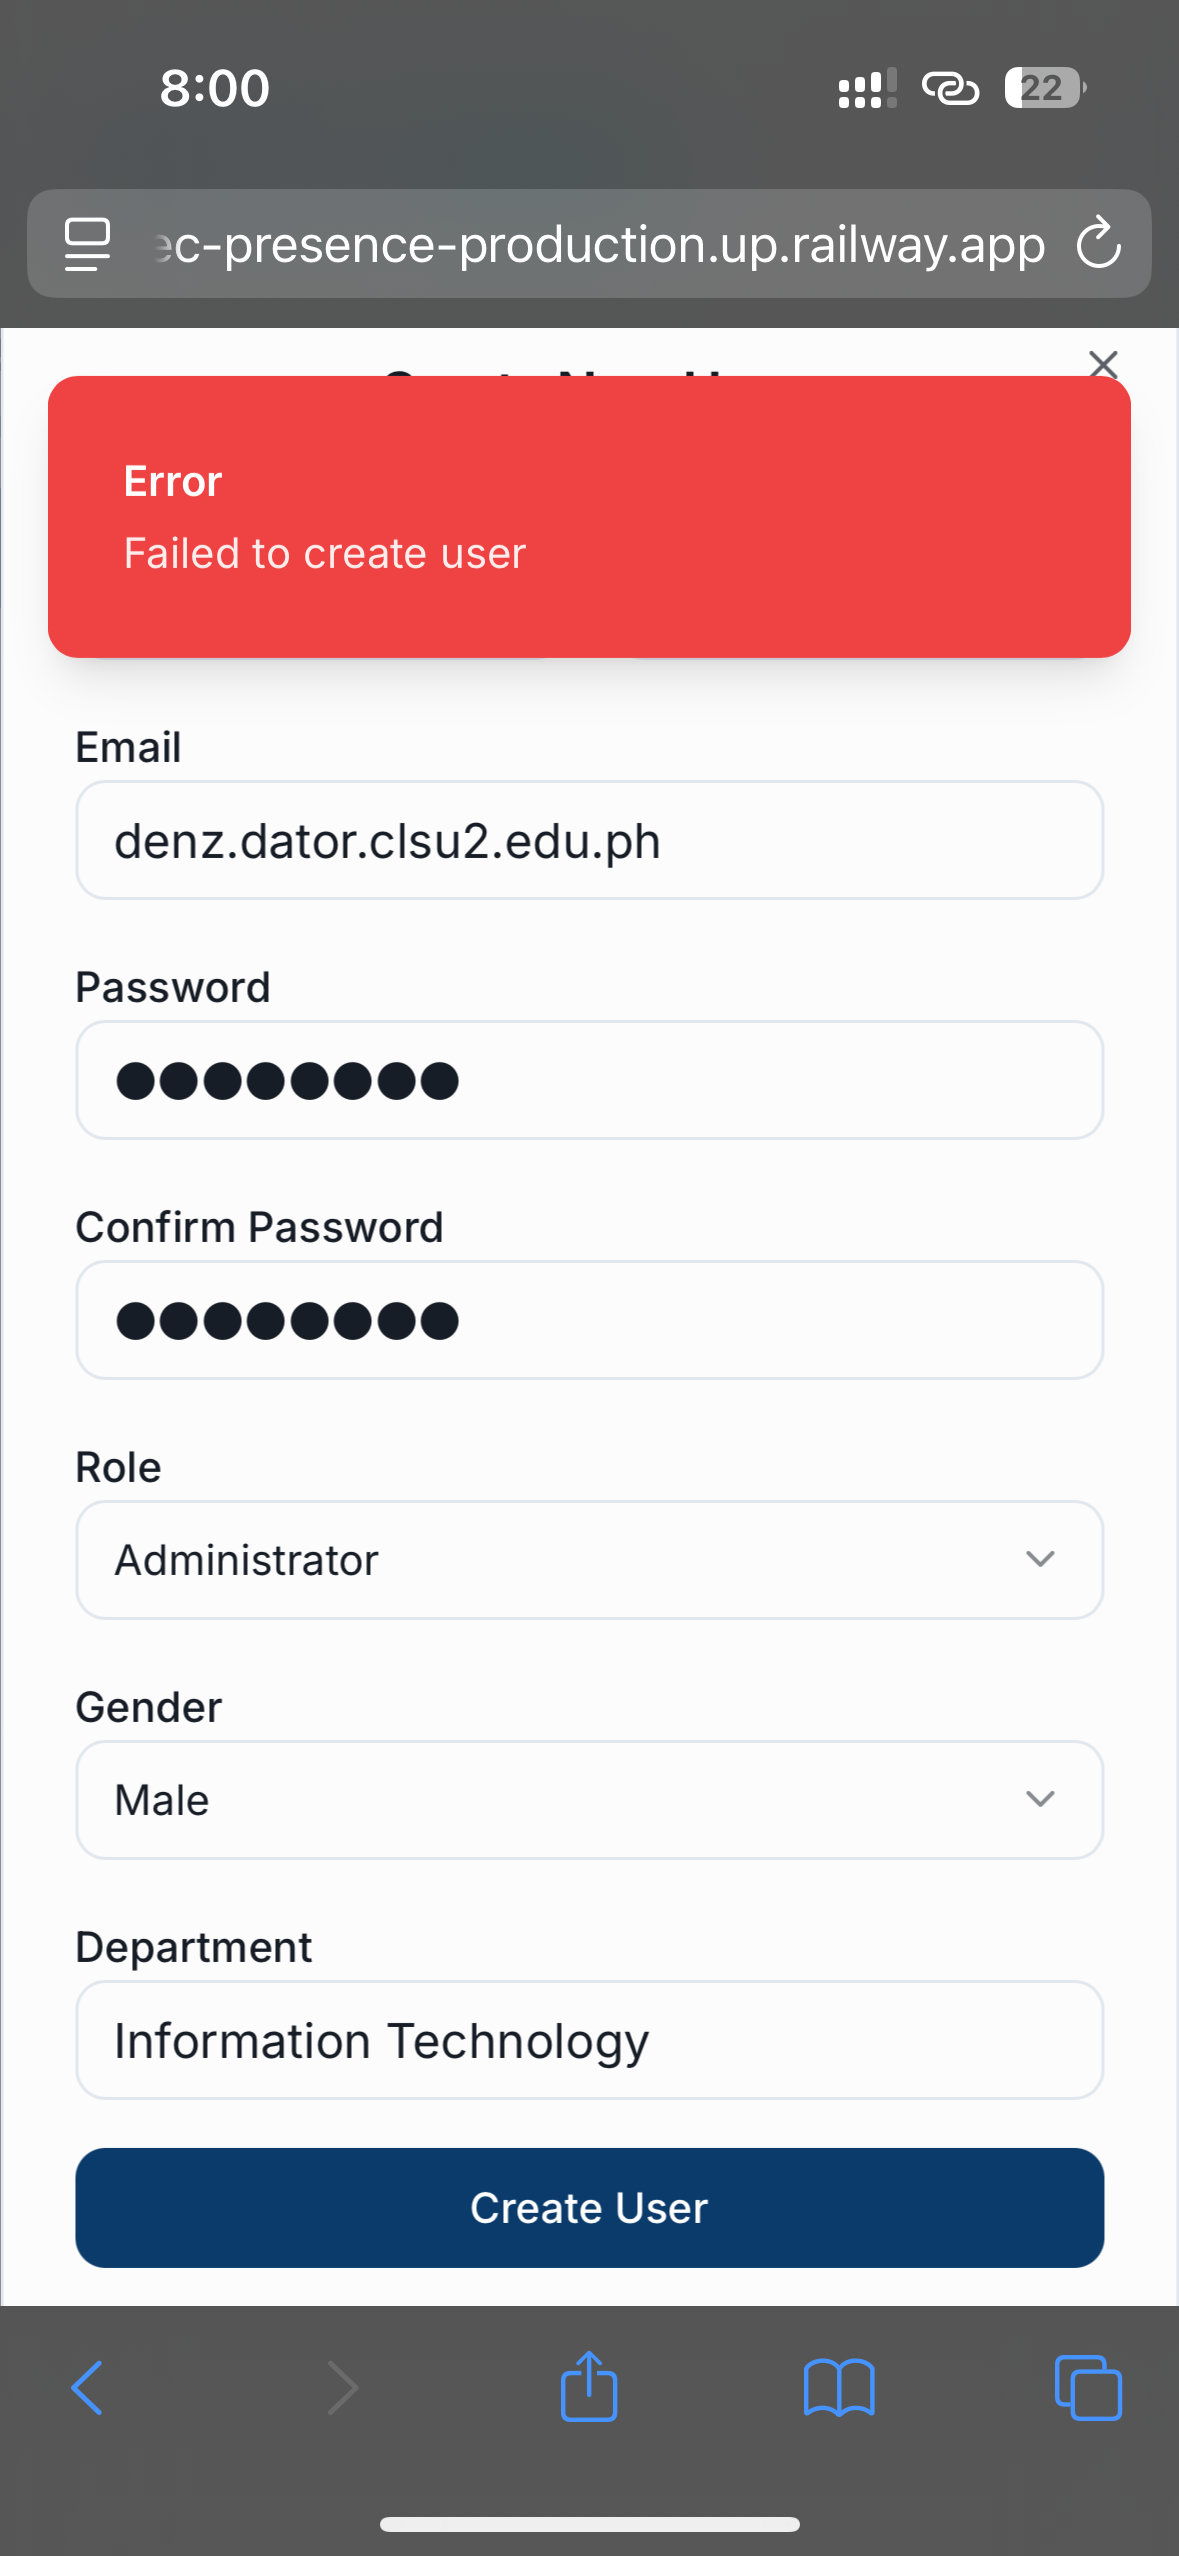 8:00
22
ec-presence-production.up.railway.app
Error
Failed to create user
Email
denz.dator.clsu2.edu.ph
Password
Confirm Password
Role
Administrator
Gender
Male
Department
Information Technology
Create User